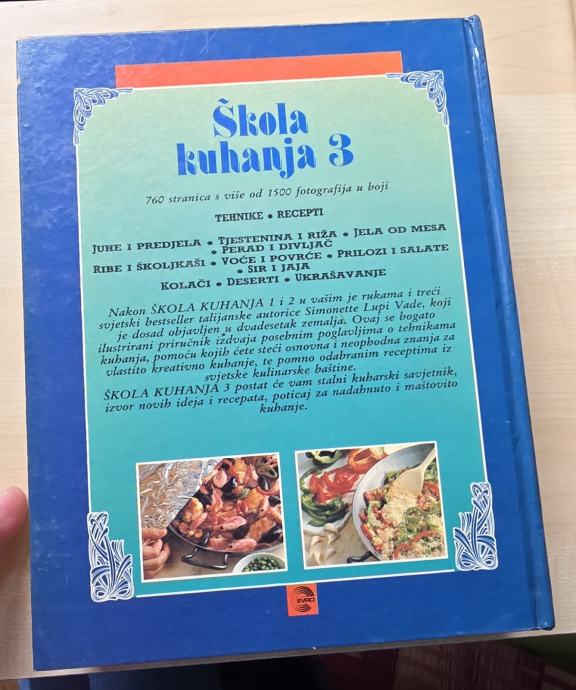 Škola
kuhanja 3
760 stranica s više od 1500 fotografija u boji
TEHNIKE • RECEPTI
JUHE I PREDJELA • TJESTENINA I RIŽA • JELA OD MESA
• PERAD I DIVLJAČ
RIBE I ŠKOLJKAŠI • VOĆE I POVRĆE • PRILOZI I SALATE
• SIR I JAJA
KOLAČI • DESERTI • UKRAŠAVANJE
Nakon ŠKOLA KUHANJA 1 i 2 u vašim je rukama i treći
svjetski bestseller talijanske autorice Simonette Lupi Vade, koji
je dosad objavljen u dvadesetak zemalja. Ovaj se bogato
ilustrirani priručnik izdvaja posebnim poglavljima o tehnikama
kuhanja, pomoću kojih ćete steći osnovna i neophodna znanja za
vlastito kreativno kuhanje, te pomno odabranim receptima iz
svjetske kulinarske baštine.
ŠKOLA KUHANJA 3 postat će vam stalni kuharski savjetnik,
izvor novih ideja i recepata, poticaj za nadahnuto i maštovito
kuhanje.
EVRO